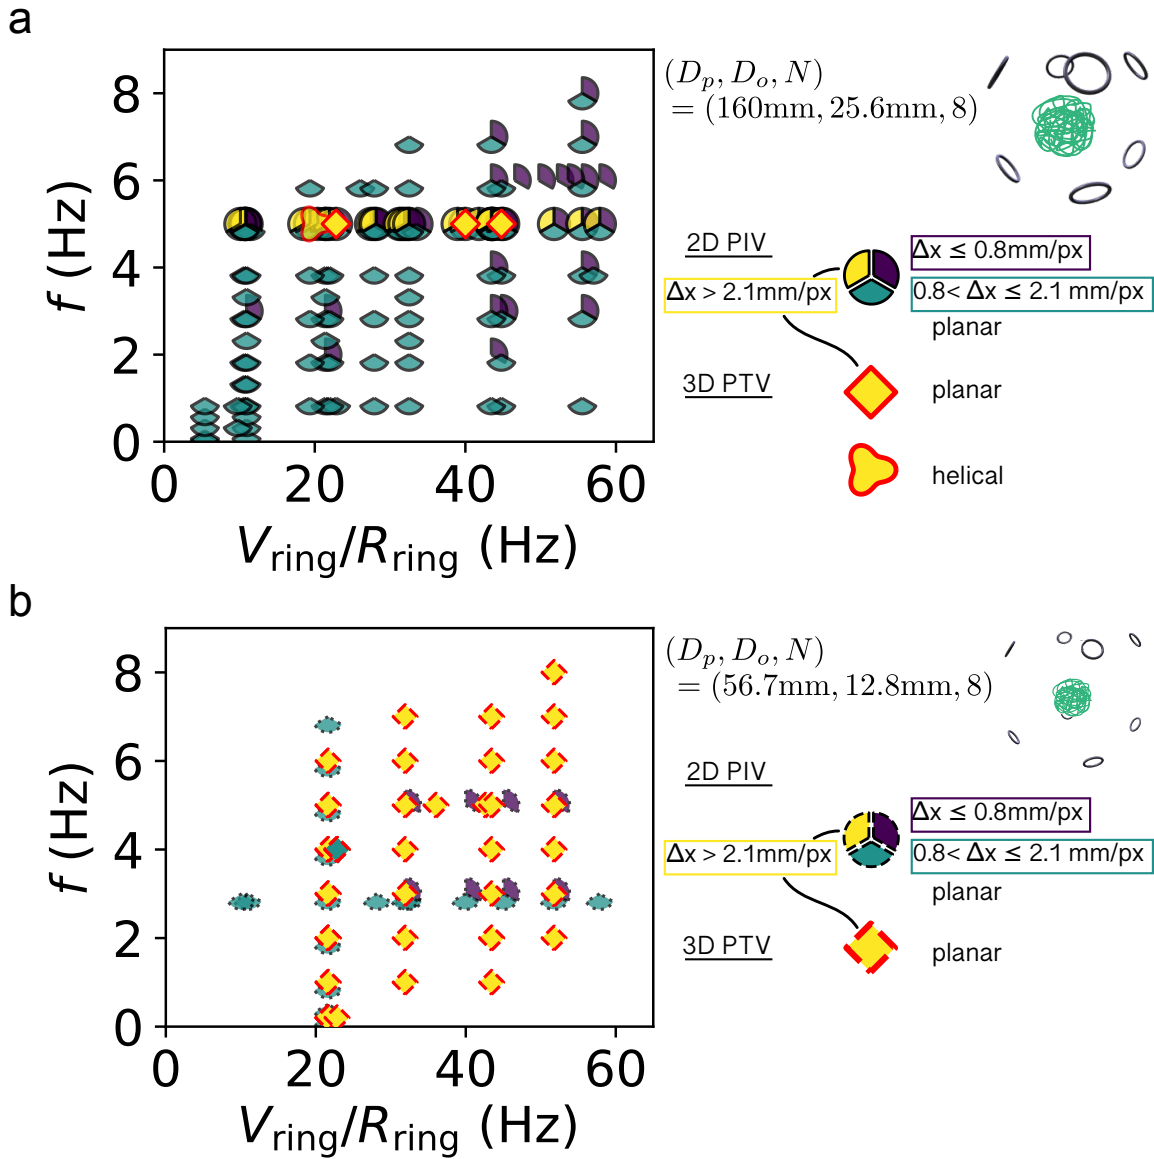 a
f (Hz)
8
6
4
2
0
0 20 40 60
V_ring/R_ring (Hz)
(D_p, D_o, N)
= (160mm, 25.6mm, 8)
2D PIV
Δx ≤ 0.8mm/px
Δx > 2.1mm/px
0.8< Δx ≤ 2.1 mm/px
planar
3D PTV
planar
helical
b
f (Hz)
8
6
4
2
0
0 20 40 60
V_ring/R_ring (Hz)
(D_p, D_o, N)
= (56.7mm, 12.8mm, 8)
2D PIV
Δx ≤ 0.8mm/px
Δx > 2.1mm/px
0.8< Δx ≤ 2.1 mm/px
planar
3D PTV
planar